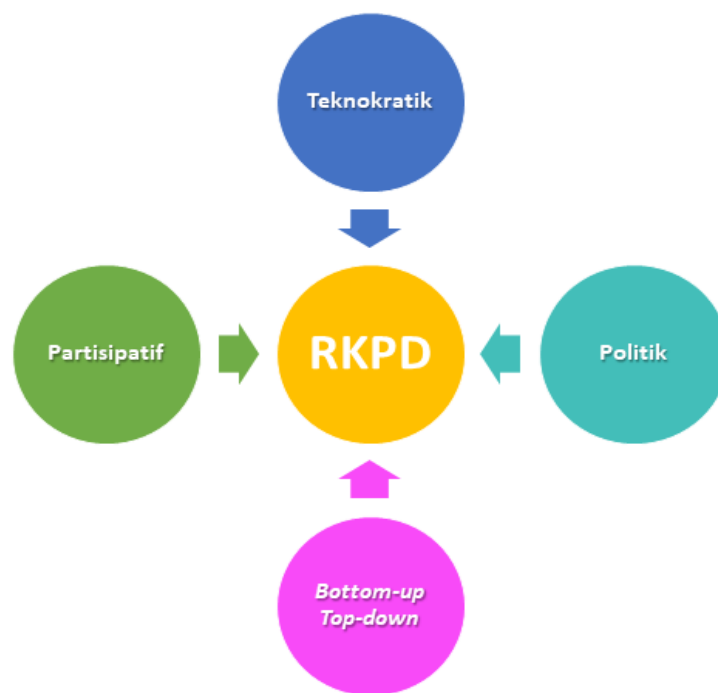 Teknokratik
Partisipatif
RKPD
Politik
Bottom-up
Top-down